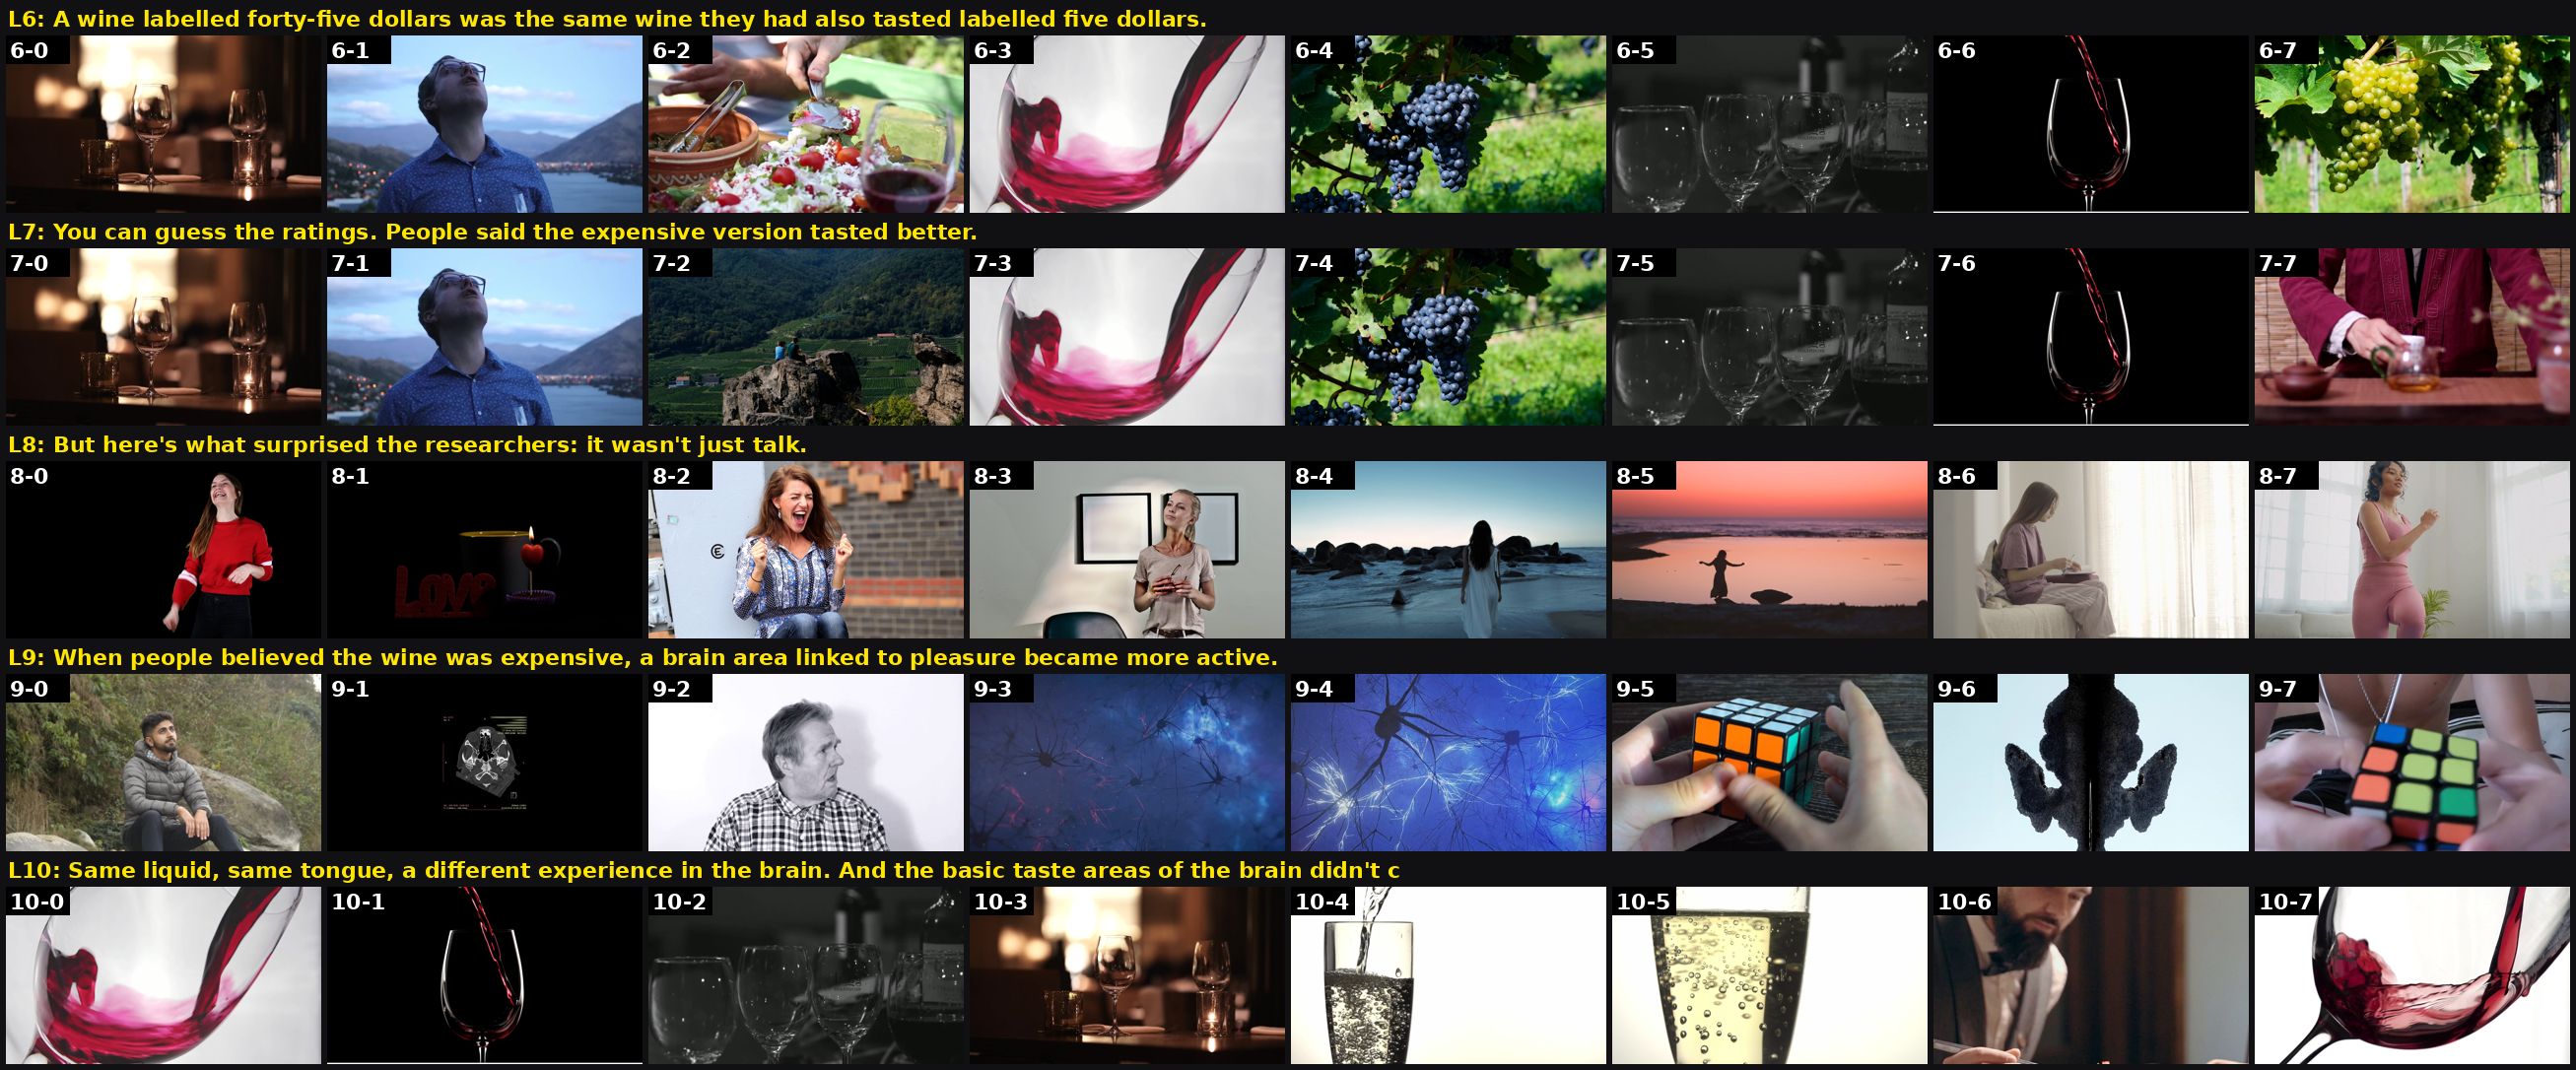 L6: A wine labelled forty-five dollars was the same wine they had also tasted labelled five dollars.
6-0 6-1 6-2 6-3 6-4 6-5 6-6 6-7
L7: You can guess the ratings. People said the expensive version tasted better.
7-0 7-1 7-2 7-3 7-4 7-5 7-6 7-7
L8: But here's what surprised the researchers: it wasn't just talk.
8-0 8-1 8-2 8-3 8-4 8-5 8-6 8-7
Love
L9: When people believed the wine was expensive, a brain area linked to pleasure became more active.
9-0 9-1 9-2 9-3 9-4 9-5 9-6 9-7
L10: Same liquid, same tongue, a different experience in the brain. And the basic taste areas of the brain didn't c
10-0 10-1 10-2 10-3 10-4 10-5 10-6 10-7